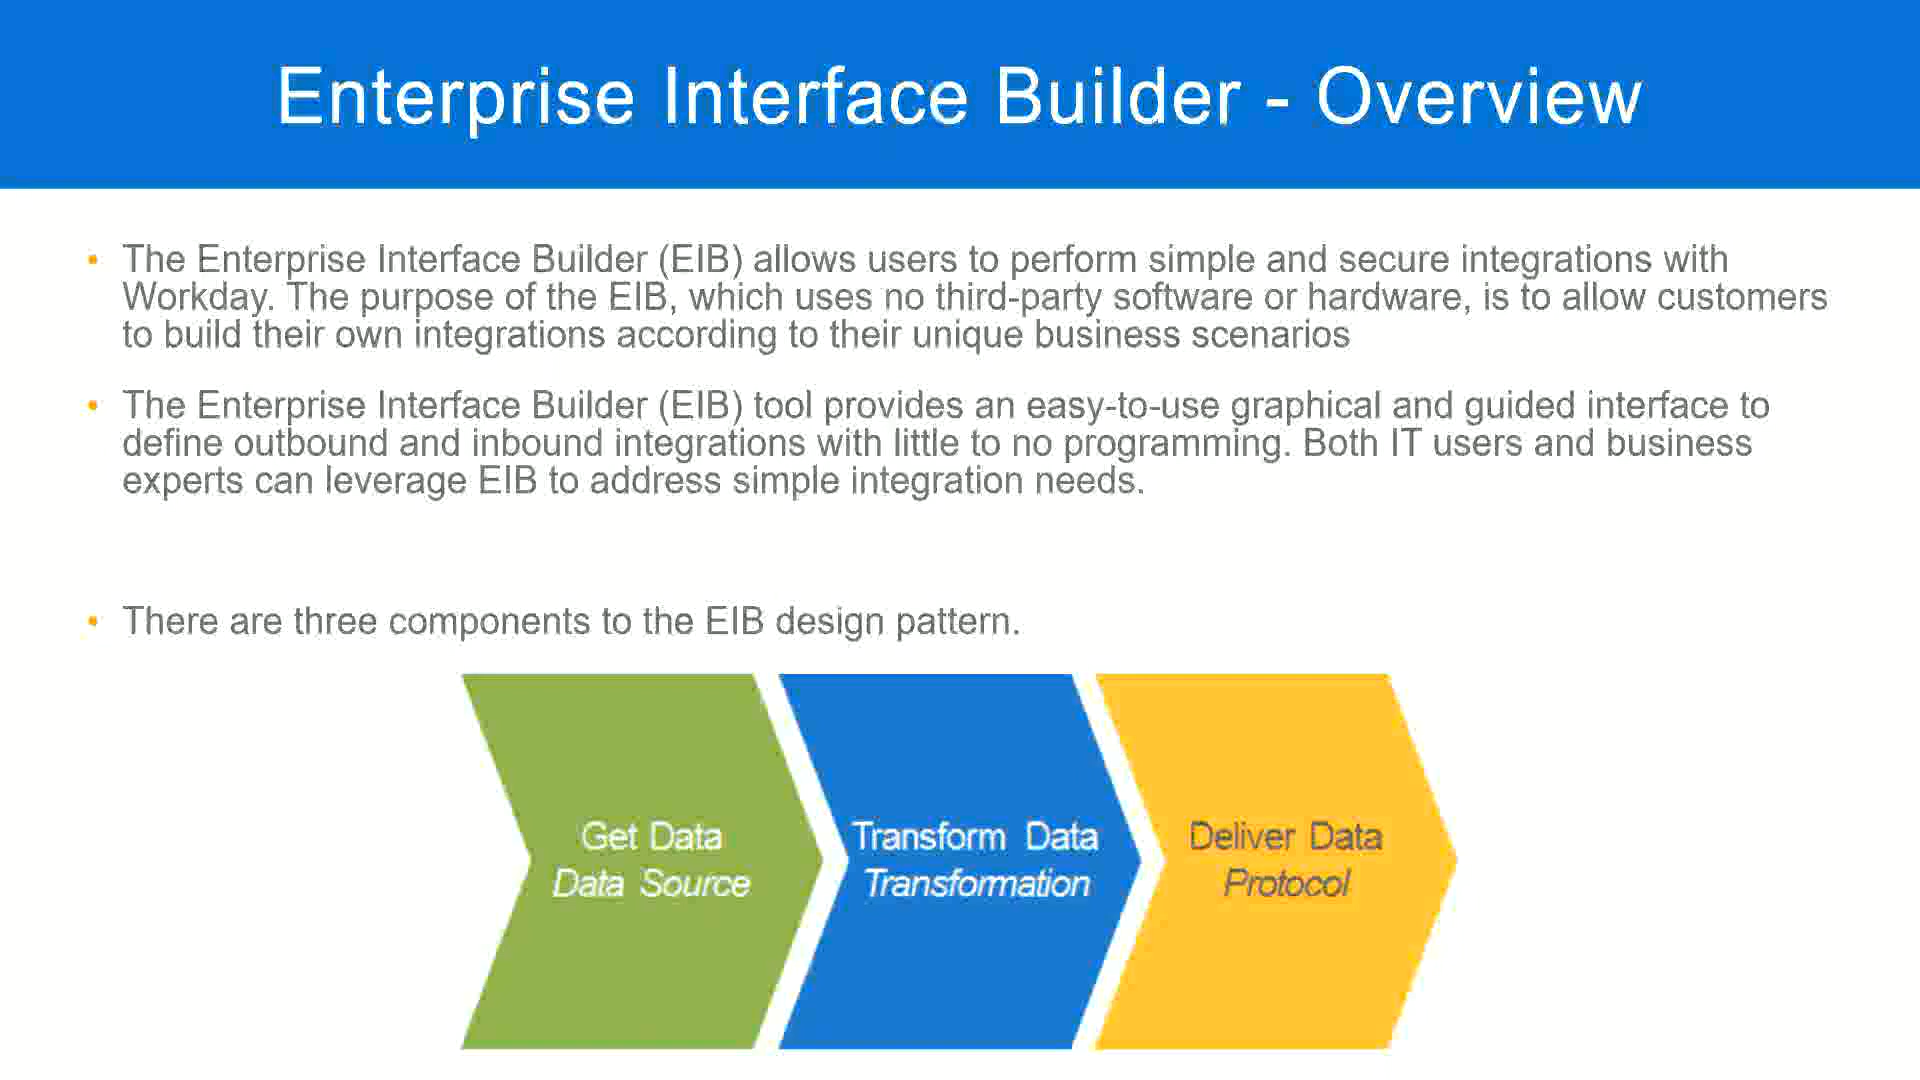 Enterprise Interface Builder - Overview
• The Enterprise Interface Builder (EIB) allows users to perform simple and secure integrations with
Workday. The purpose of the EIB, which uses no third-party software or hardware, is to allow customers
to build their own integrations according to their unique business scenarios
• The Enterprise Interface Builder (EIB) tool provides an easy-to-use graphical and guided interface to
define outbound and inbound integrations with little to no programming. Both IT users and business
experts can leverage EIB to address simple integration needs.
• There are three components to the EIB design pattern.
Get Data
Data Source
Transform Data
Transformation
Deliver Data
Protocol